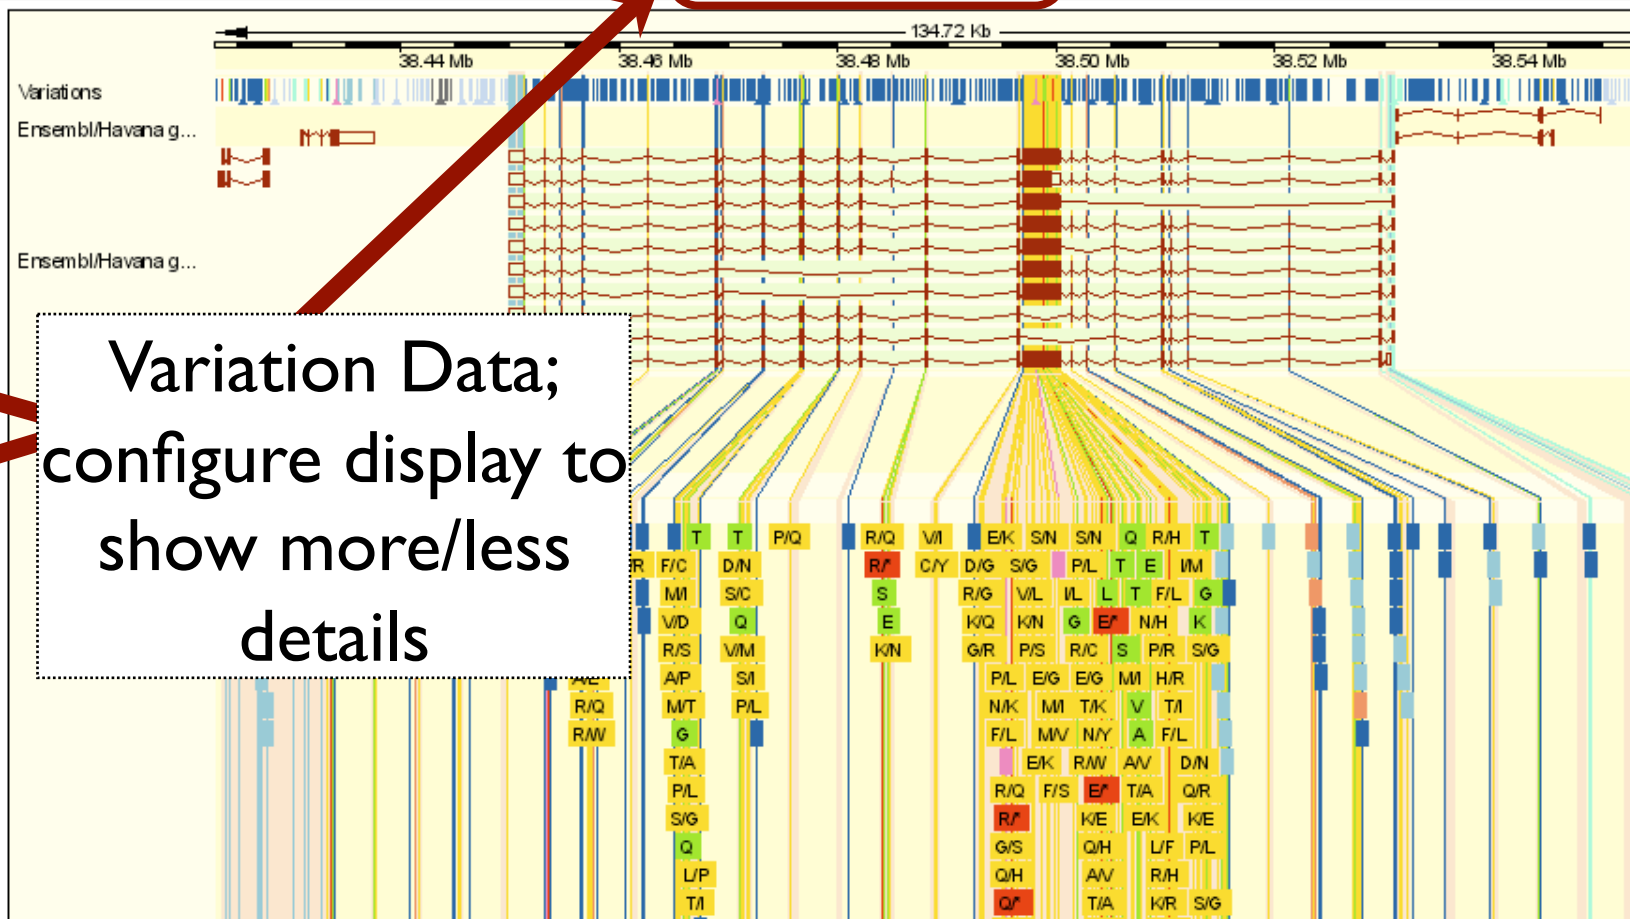 134.72 Kb
38.44 Mb 38.46 Mb 38.48 Mb 38.50 Mb 38.52 Mb 38.54 Mb
Variations
Ensembl/Havana g...
Ensembl/Havana g...
Variation Data;
configure display to
show more/less
details
T T P/Q R/Q V/I E/K S/N S/N Q R/H T
R F/C D/N R/* C/Y D/G S/G P/L T E I/M
M/I S/C S R/G V/L I/L L T F/L G
V/D Q E K/Q K/N G E/* N/H K
R/S V/M K/N G/R P/S R/C S P/R S/G
A/E A/P S/I P/L E/G E/G M/I H/R
R/Q M/T P/L N/K M/I T/K V T/I
R/W G F/L M/V N/Y A F/L
T/A E/K R/W A/V D/N
P/L R/Q F/S E/* T/A Q/R
S/G R/* K/E E/K K/E
Q G/S Q/H L/F P/L
L/P Q/H A/V R/H
T/I Q/* T/A K/R S/G